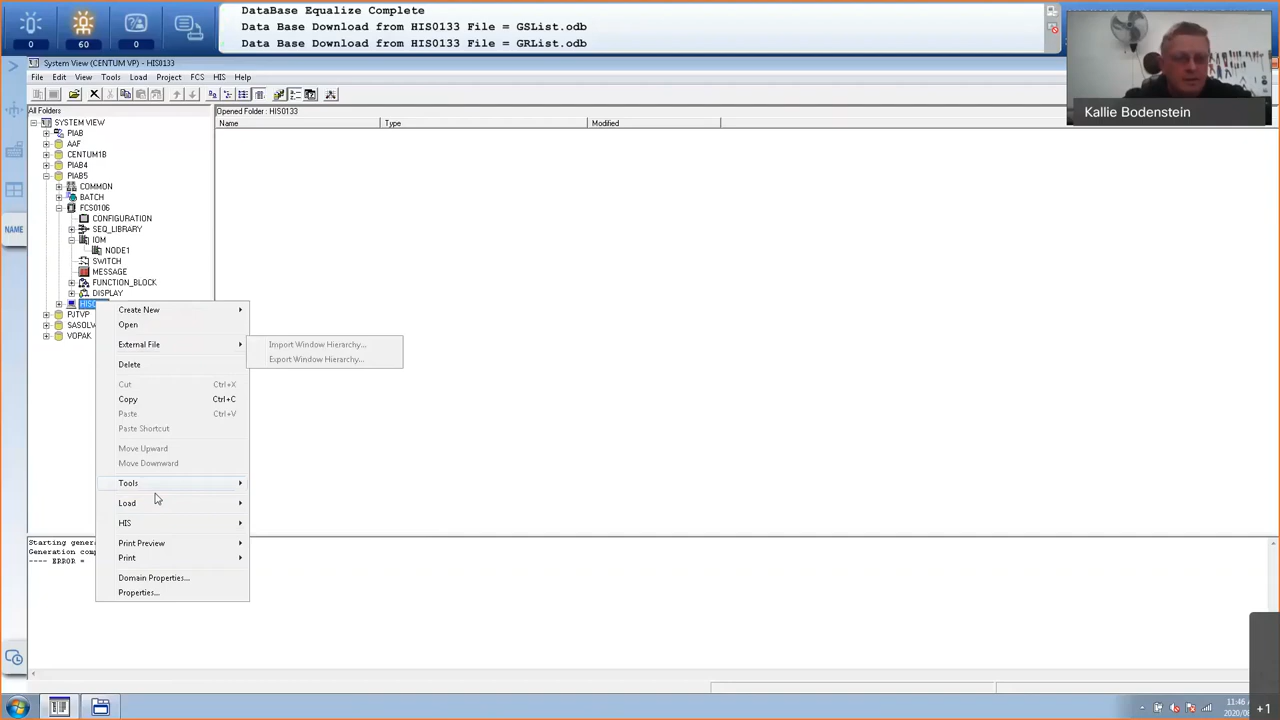 DataBase Equalize Complete
Data Base Download from HIS0133 File = GSList.odb
Data Base Download from HIS0133 File = GRList.odb
0
60
0
Kallie Bodenstein
System View (CENTUM VP) - HIS0133
File Edit View Tools Load Project FCS HIS Help
All Folders
Opened Folder : HIS0133
Name Type Modified
SYSTEM VIEW
PIAB
AAF
CENTUM1B
PIAB4
PIAB5
COMMON
BATCH
FCS0106
CONFIGURATION
SEQ_LIBRARY
IOM
NODE1
SWITCH
MESSAGE
FUNCTION_BLOCK
DISPLAY
PJTVP
VOPAK
NAME
Create New
Open
External File
Import Window Hierarchy...
Export Window Hierarchy...
Delete
Cut Ctrl+X
Copy Ctrl+C
Paste Ctrl+V
Paste Shortcut
Move Upward
Move Downward
Tools
Load
HIS
Print Preview
Print
Domain Properties...
Properties...
Starting gener
Generation com
---- ERROR =
11:46
+1